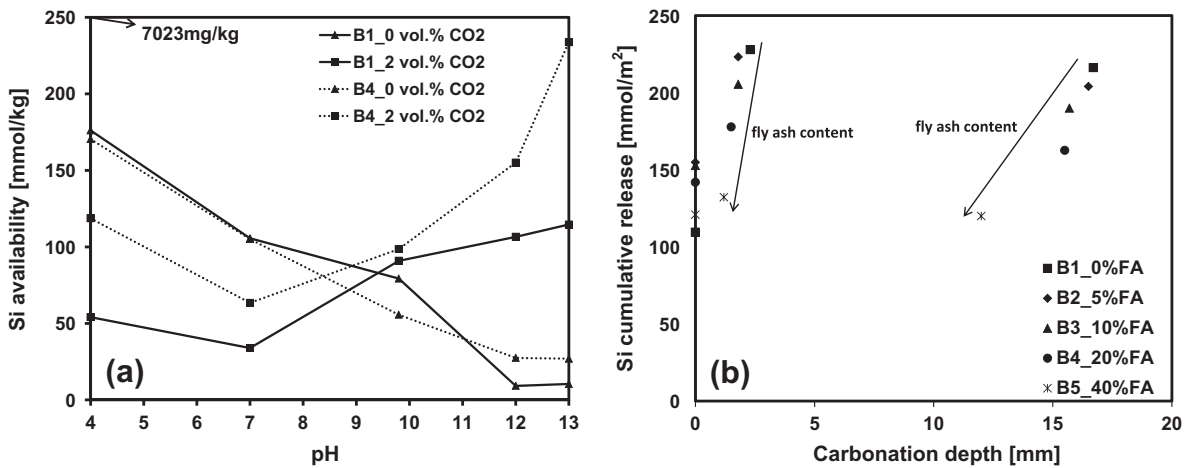 7023mg/kg
B1_0 vol.% CO2
B1_2 vol.% CO2
B4_0 vol.% CO2
B4_2 vol.% CO2
Si availability [mmol/kg]
250
200
150
100
50
0
(a)
4 5 6 7 8 9 10 11 12 13
pH
Si cumulative release [mmol/m²]
250
200
150
100
50
0
fly ash content
fly ash content
B1_0%FA
B2_5%FA
B3_10%FA
B4_20%FA
B5_40%FA
(b)
0 5 10 15 20
Carbonation depth [mm]